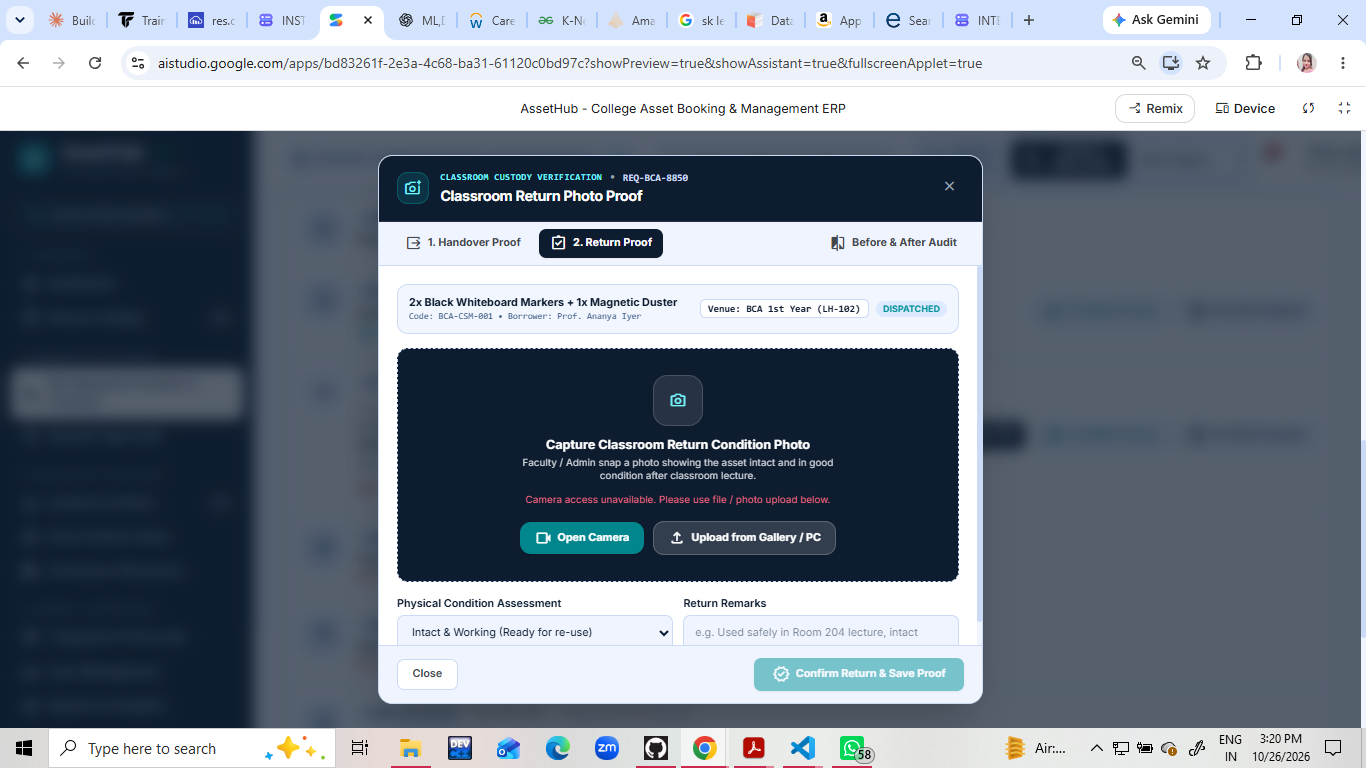 Builc
Train
res.c
INST
ML,D
Care
K-Ne
Ama
sk le
Data
App
Sear
INTE
Ask Gemini
aistudio.google.com/apps/bd83261f-2e3a-4c68-ba31-61120c0bd97c?showPreview=true&showAssistant=true&fullscreenApplet=true
AssetHub - College Asset Booking & Management ERP
Remix
Device
CLASSROOM CUSTODY VERIFICATION • REQ-BCA-8850
Classroom Return Photo Proof
1. Handover Proof
2. Return Proof
Before & After Audit
2x Black Whiteboard Markers + 1x Magnetic Duster
Code: BCA-CSM-001 • Borrower: Prof. Ananya Iyer
Venue: BCA 1st Year (LH-102)
DISPATCHED
Capture Classroom Return Condition Photo
Faculty / Admin snap a photo showing the asset intact and in good
condition after classroom lecture.
Camera access unavailable. Please use file / photo upload below.
Open Camera
Upload from Gallery / PC
Physical Condition Assessment
Return Remarks
Intact & Working (Ready for re-use)
e.g. Used safely in Room 204 lecture, intact
Close
Confirm Return & Save Proof
Type here to search
DEV
zm
58
Air:...
ENG
IN
3:20 PM
10/26/2026